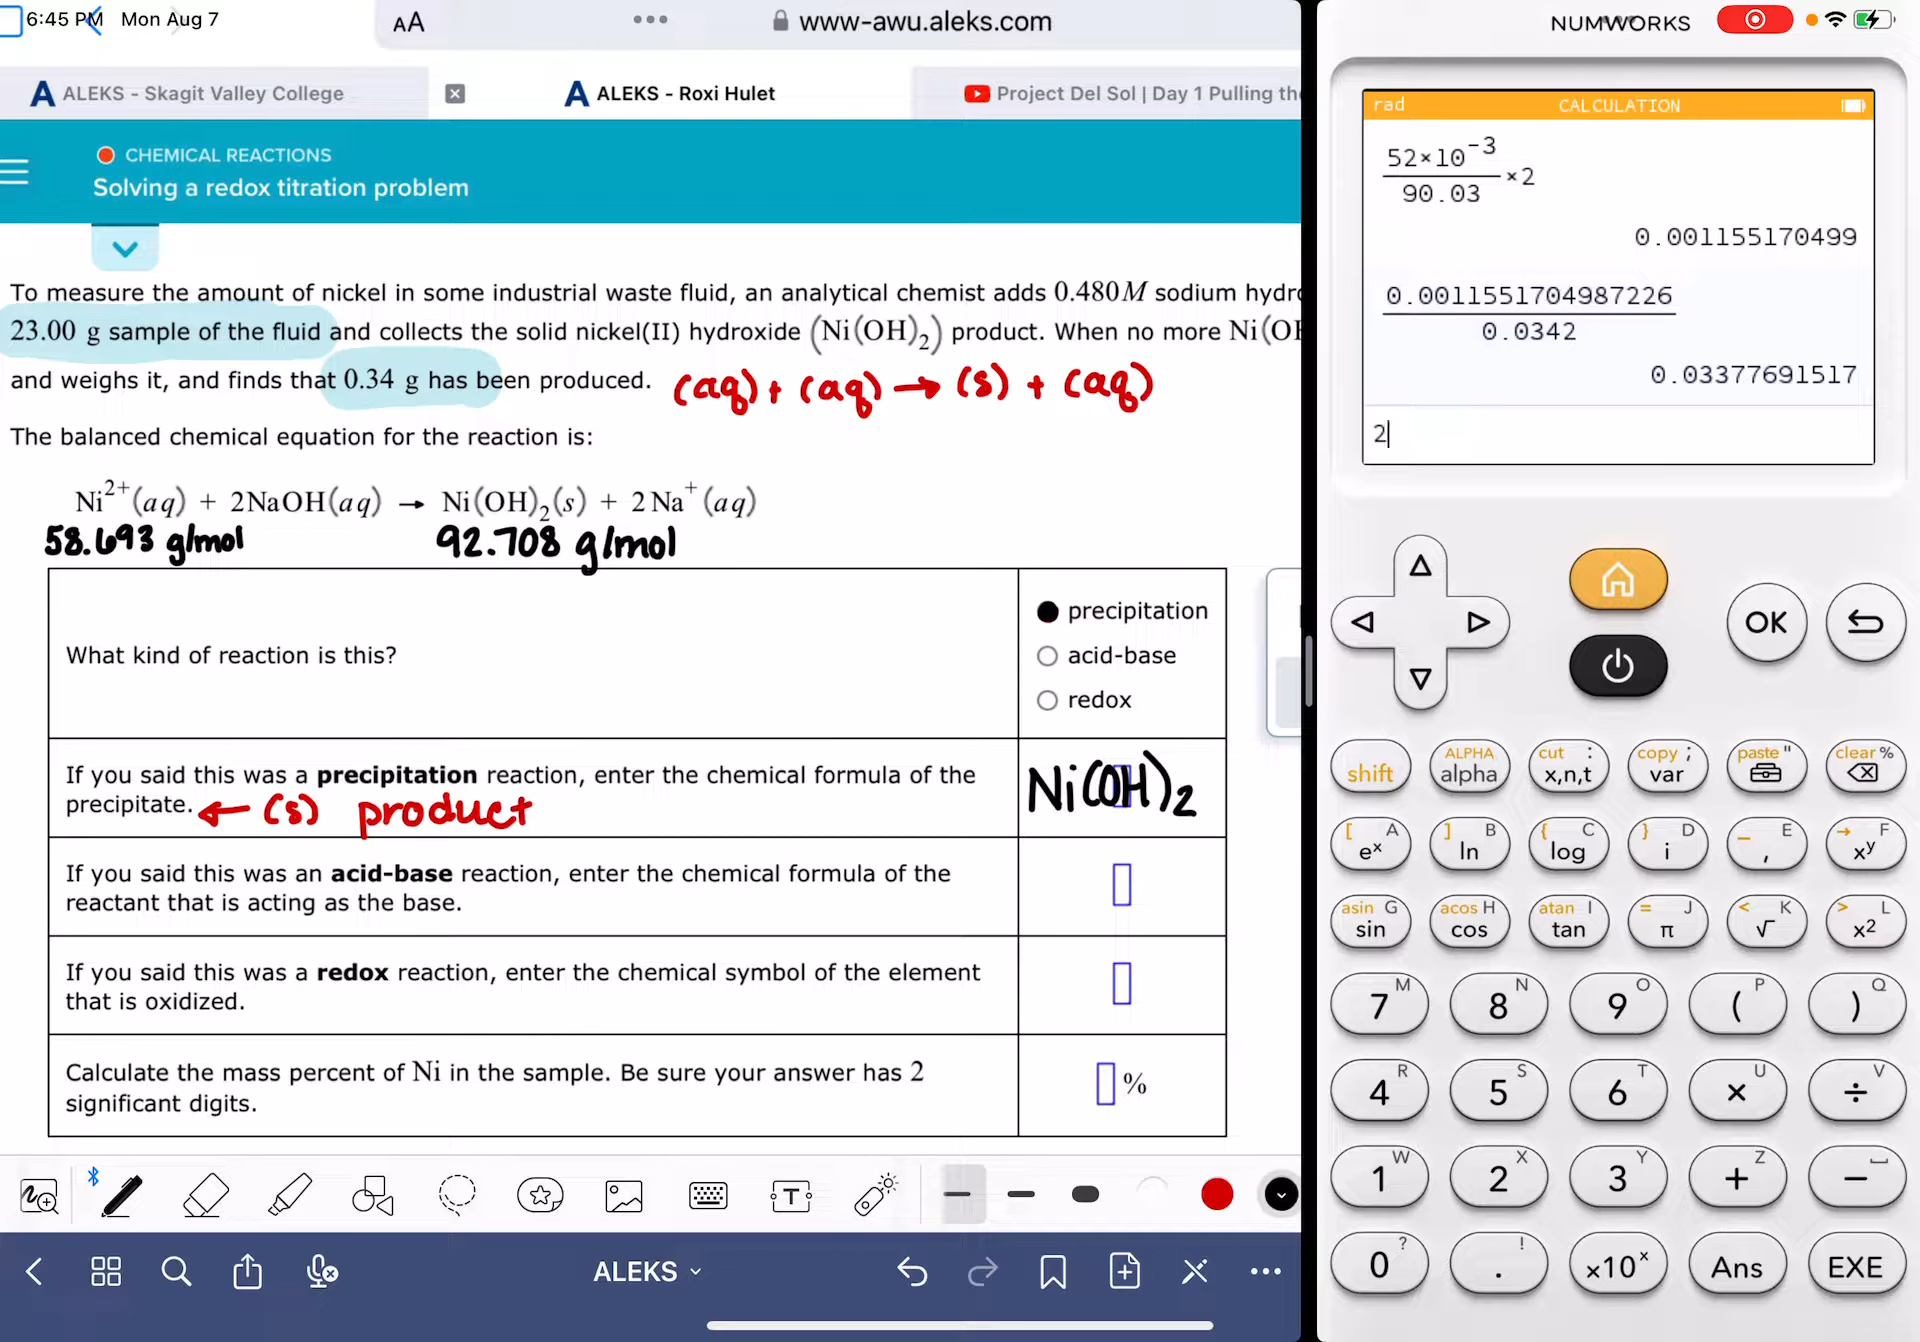 6:45 PM Mon Aug 7
AA
www-awu.aleks.com
NUMWORKS
ALEKS - Skagit Valley College
ALEKS - Roxi Hulet
Project Del Sol | Day 1 Pulling the
CHEMICAL REACTIONS
Solving a redox titration problem
To measure the amount of nickel in some industrial waste fluid, an analytical chemist adds 0.480M sodium hydro
23.00 g sample of the fluid and collects the solid nickel(II) hydroxide (Ni(OH)₂) product. When no more Ni(OH
and weighs it, and finds that 0.34 g has been produced. (aq) + (aq) → (s) + (aq)
The balanced chemical equation for the reaction is:
Ni²⁺(aq) + 2NaOH(aq) → Ni(OH)₂(s) + 2Na⁺(aq)
58.693 g/mol 92.708 g/mol
What kind of reaction is this?
precipitation
acid-base
redox
If you said this was a precipitation reaction, enter the chemical formula of the
precipitate. ← (s) product
Ni(OH)₂
If you said this was an acid-base reaction, enter the chemical formula of the
reactant that is acting as the base.
If you said this was a redox reaction, enter the chemical symbol of the element
that is oxidized.
Calculate the mass percent of Ni in the sample. Be sure your answer has 2
significant digits.
%
T
ALEKS
rad CALCULATION
52×10⁻³
90.03
×2
0.001155170499
0.0011551704987226
0.0342
0.03377691517
2
OK
shift
ALPHA alpha
cut : x,n,t
copy ; var
paste "
clear %
[ A eˣ
] B ln
{ C log
} D i
_ E ,
→ F xʸ
asin G sin
acos H cos
atan I tan
= J π
< K √
> L x²
7 M
8 N
9 O
( P
) Q
4 R
5 S
6 T
× U
÷ V
1 W
2 X
3 Y
+ Z
−
0 ?
. !
×10ˣ
Ans
EXE